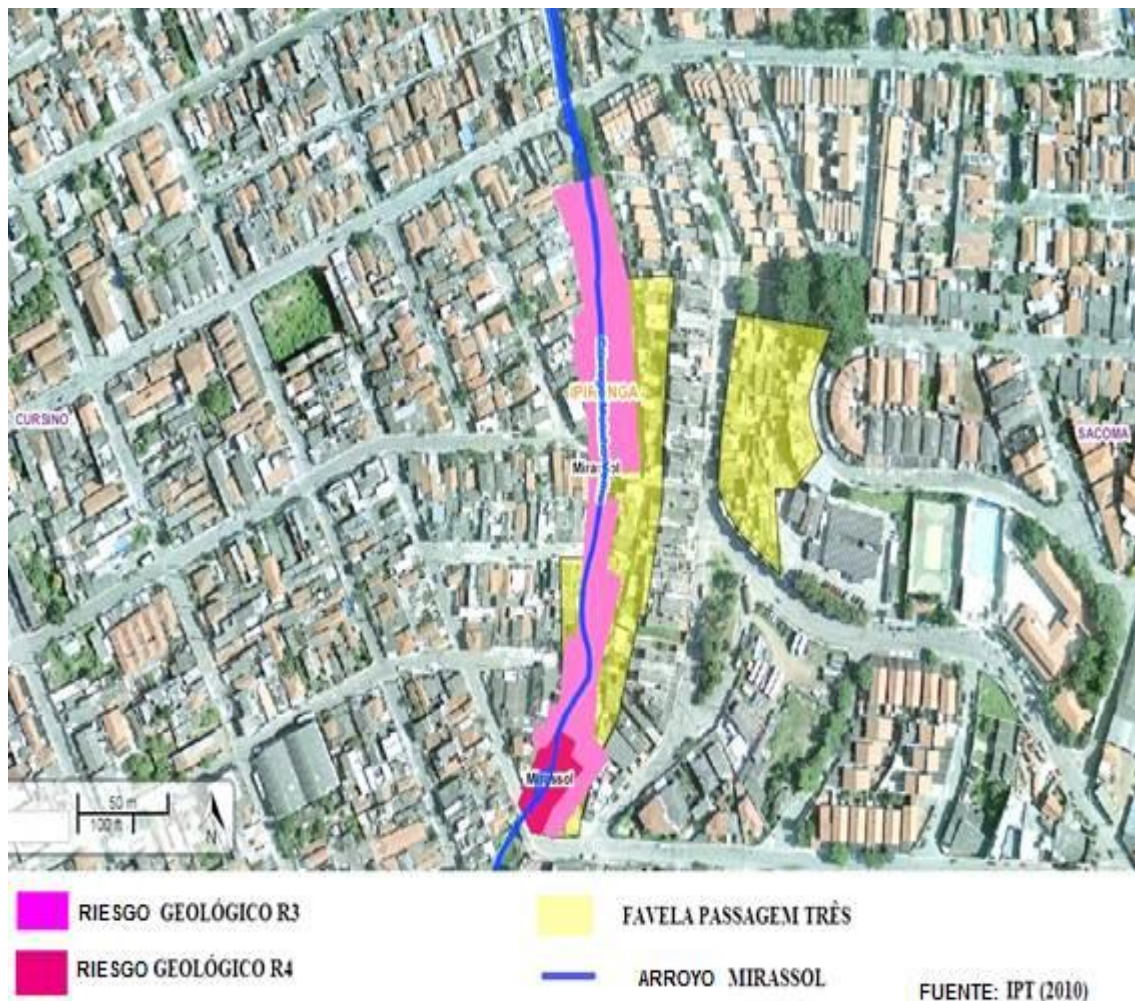 IPIRANGA
CURSINO
SACOMA
Mirassol
Mirassol
50 m
100 ft
N
RIESGO GEOLÓGICO R3
FAVELA PASSAGEM TRÊS
RIESGO GEOLÓGICO R4
ARROYO MIRASSOL
FUENTE: IPT (2010)